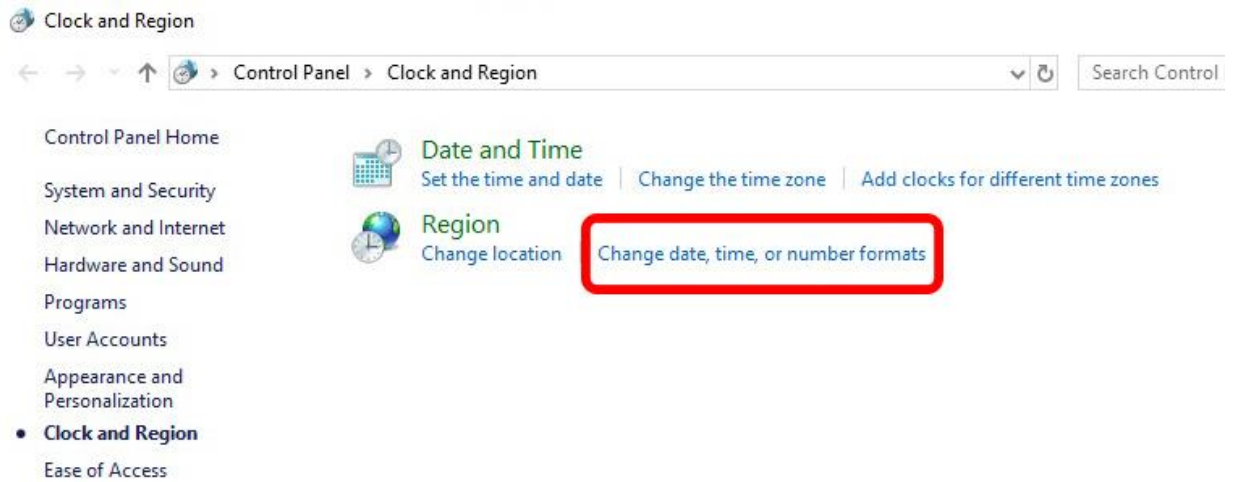 Clock and Region
Control Panel > Clock and Region
Search Control
Control Panel Home
System and Security
Network and Internet
Hardware and Sound
Programs
User Accounts
Appearance and
Personalization
Clock and Region
Ease of Access
Date and Time
Set the time and date | Change the time zone | Add clocks for different time zones
Region
Change location
Change date, time, or number formats